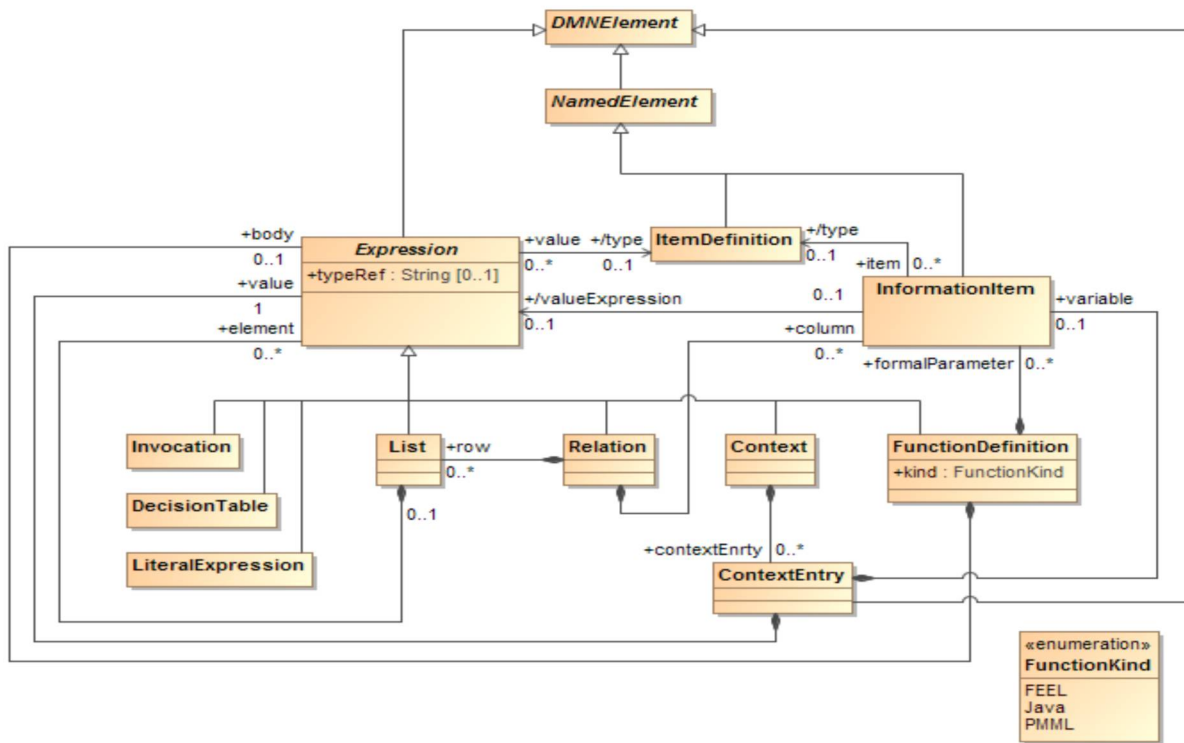 DMNElement
NamedElement
+body
0..1
Expression
+typeRef : String [0..1]
+value
1
+element
0..*
+value
0..*
+/type
0..1
ItemDefinition
+/type
0..1
+item
0..*
InformationItem
+/valueExpression
0..1
0..1
+variable
0..1
+column
0..*
+formalParameter
0..*
Invocation
List
+row
0..*
Relation
Context
FunctionDefinition
+kind : FunctionKind
DecisionTable
0..1
LiteralExpression
+contextEnrty
0..*
ContextEntry
«enumeration»
FunctionKind
FEEL
Java
PMML